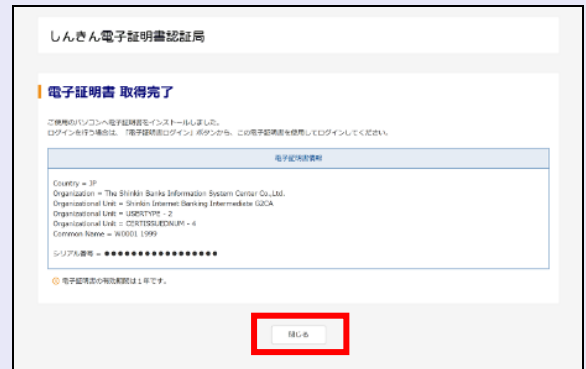 しんきん電子証明書認証局
電子証明書 取得完了
ご使用のパソコンへ電子証明書をインストールしました。
ログインを行う場合は、「電子証明書ログイン」ボタンから、この電子証明書を使用してログインしてください。
電子証明書情報
Country = JP
Organization = The Shinkin Banks Information System Center Co.,Ltd.
Organizational Unit = Shinkin Internet Banking Intermediate G2CA
Organizational Unit = USERTYPE - 2
Organizational Unit = CERTISSUEDNUM - 4
Common Name = W0001 1999
シリアル番号 = ●●●●●●●●●●●●●●●●●
電子証明書の有効期間は1年です。
閉じる